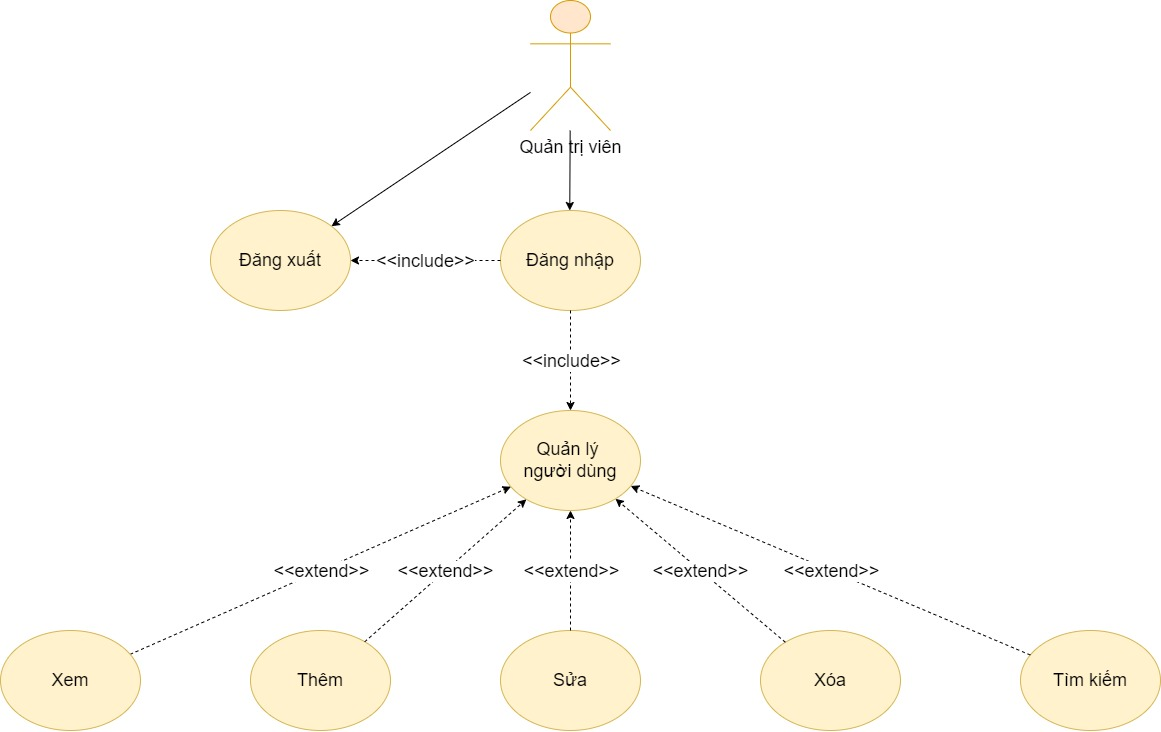 Quản trị viên
Đăng xuất
<<include>>
Đăng nhập
<<include>>
Quản lý
người dùng
<<extend>>
<<extend>>
<<extend>>
<<extend>>
<<extend>>
Xem
Thêm
Sửa
Xóa
Tìm kiếm